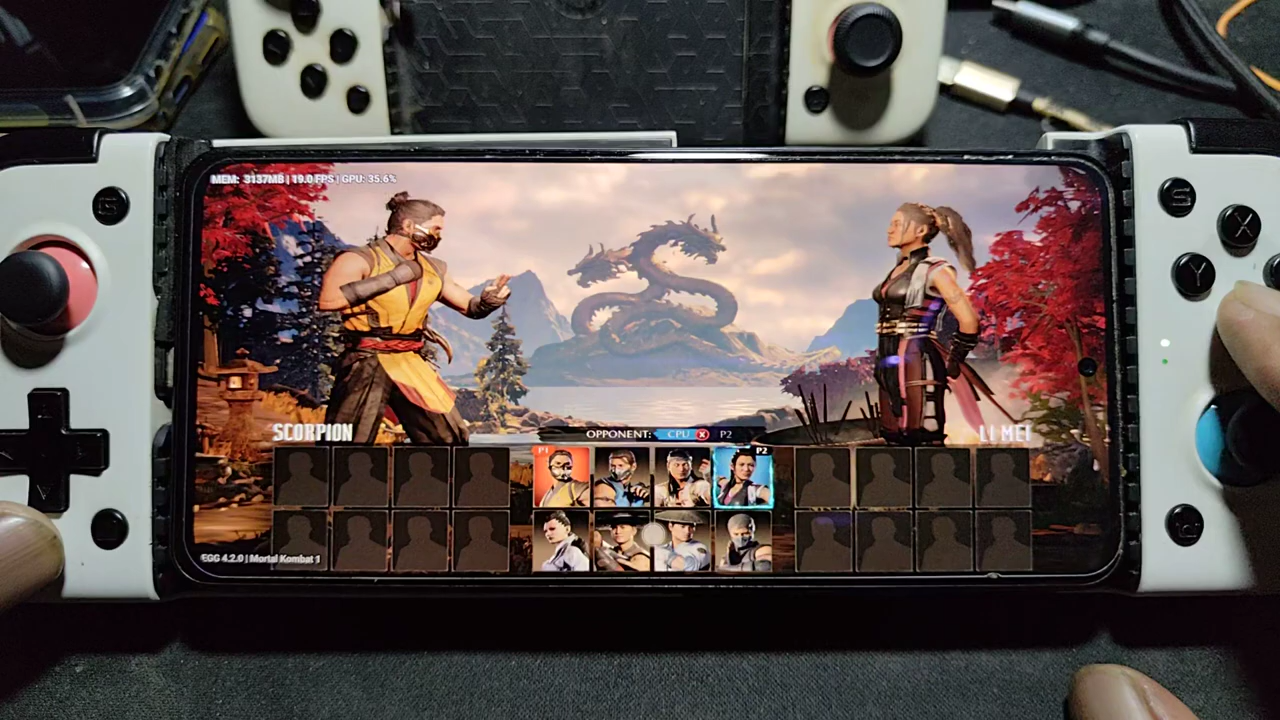 MEM: 3137MB | 19.0 FPS | GPU: 35.6%
SCORPION
LI MEI
OPPONENT: CPU X P2
P1
P2
EGG 4.2.0 | Mortal Kombat 1
S
X
Y